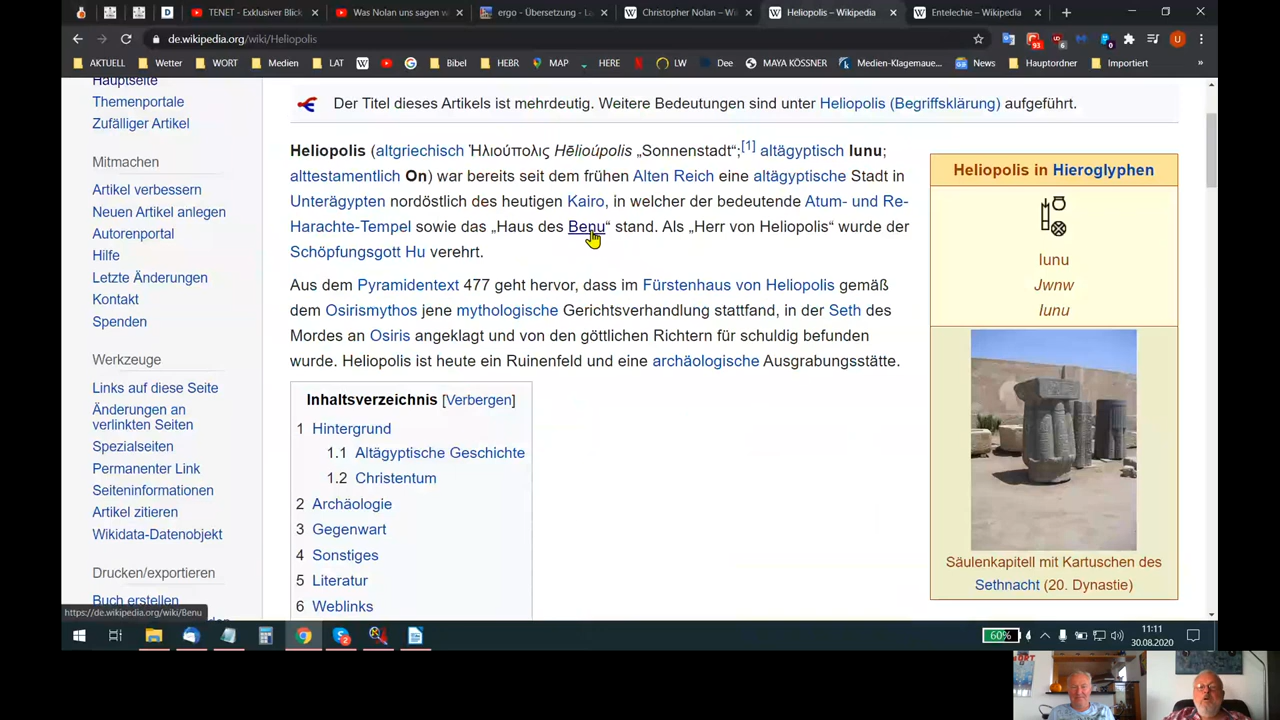 TENET - Exklusiver Blick
Was Nolan uns sagen w
ergo - Übersetzung - La
Christopher Nolan – Wi
Heliopolis – Wikipedia
Entelechie – Wikipedia
de.wikipedia.org/wiki/Heliopolis
AKTUELL Wetter WORT Medien LAT Bibel HEBR MAP HERE LW Dee MAYA KÖSSNER Medien-Klagemaue... News Hauptordner Importiert
Hauptseite
Themenportale
Zufälliger Artikel
Mitmachen
Artikel verbessern
Neuen Artikel anlegen
Autorenportal
Hilfe
Letzte Änderungen
Kontakt
Spenden
Werkzeuge
Links auf diese Seite
Änderungen an
verlinkten Seiten
Spezialseiten
Permanenter Link
Seiteninformationen
Artikel zitieren
Wikidata-Datenobjekt
Drucken/exportieren
Buch erstellen
https://de.wikipedia.org/wiki/Benu
Der Titel dieses Artikels ist mehrdeutig. Weitere Bedeutungen sind unter Heliopolis (Begriffsklärung) aufgeführt.
Heliopolis (altgriechisch Ἡλιούπολις Hēlioúpolis „Sonnenstadt“;[1] altägyptisch Iunu;
alttestamentlich On) war bereits seit dem frühen Alten Reich eine altägyptische Stadt in
Unterägypten nordöstlich des heutigen Kairo, in welcher der bedeutende Atum- und Re-
Harachte-Tempel sowie das „Haus des Benu“ stand. Als „Herr von Heliopolis“ wurde der
Schöpfungsgott Hu verehrt.
Aus dem Pyramidentext 477 geht hervor, dass im Fürstenhaus von Heliopolis gemäß
dem Osirismythos jene mythologische Gerichtsverhandlung stattfand, in der Seth des
Mordes an Osiris angeklagt und von den göttlichen Richtern für schuldig befunden
wurde. Heliopolis ist heute ein Ruinenfeld und eine archäologische Ausgrabungsstätte.
Inhaltsverzeichnis [Verbergen]
1 Hintergrund
1.1 Altägyptische Geschichte
1.2 Christentum
2 Archäologie
3 Gegenwart
4 Sonstiges
5 Literatur
6 Weblinks
Heliopolis in Hieroglyphen
Iunu
Jwnw
Iunu
Säulenkapitell mit Kartuschen des
Sethnacht (20. Dynastie)
60%
11:11
30.08.2020